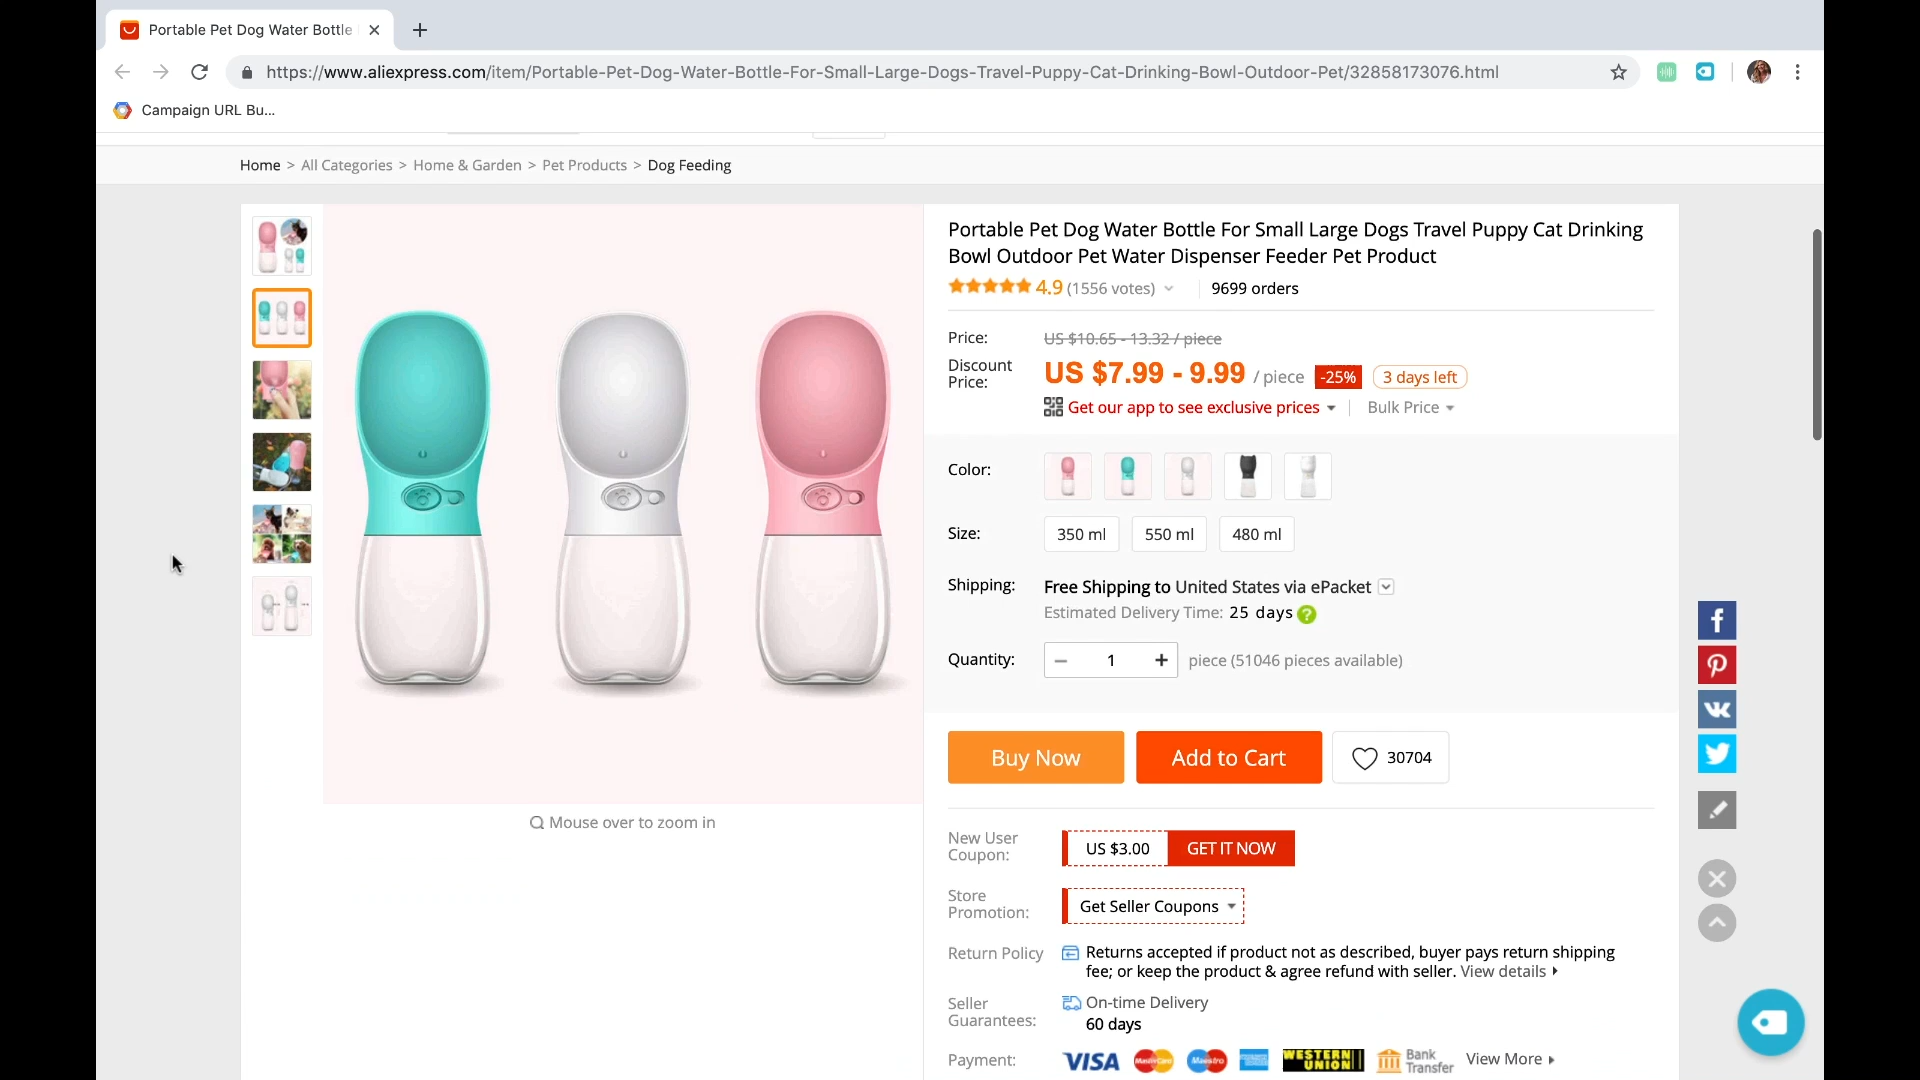 Portable Pet Dog Water Bottle
https://www.aliexpress.com/item/Portable-Pet-Dog-Water-Bottle-For-Small-Large-Dogs-Travel-Puppy-Cat-Drinking-Bowl-Outdoor-Pet/32858173076.html
Campaign URL Bu...
Home > All Categories > Home & Garden > Pet Products > Dog Feeding
Portable Pet Dog Water Bottle For Small Large Dogs Travel Puppy Cat Drinking
Bowl Outdoor Pet Water Dispenser Feeder Pet Product
4.9 (1556 votes) 9699 orders
Price: US $10.65 - 13.32 / piece
Discount Price: US $7.99 - 9.99 / piece -25% 3 days left
Get our app to see exclusive prices Bulk Price
Color:
Size: 350 ml 550 ml 480 ml
Shipping: Free Shipping to United States via ePacket
Estimated Delivery Time: 25 days ?
Quantity: − 1 + piece (51046 pieces available)
Buy Now Add to Cart 30704
Mouse over to zoom in
New User Coupon: US $3.00 GET IT NOW
Store Promotion: Get Seller Coupons
Return Policy Returns accepted if product not as described, buyer pays return shipping
fee; or keep the product & agree refund with seller. View details
Seller Guarantees: On-time Delivery
60 days
Payment: VISA MasterCard Maestro WESTERN UNION Bank Transfer View More